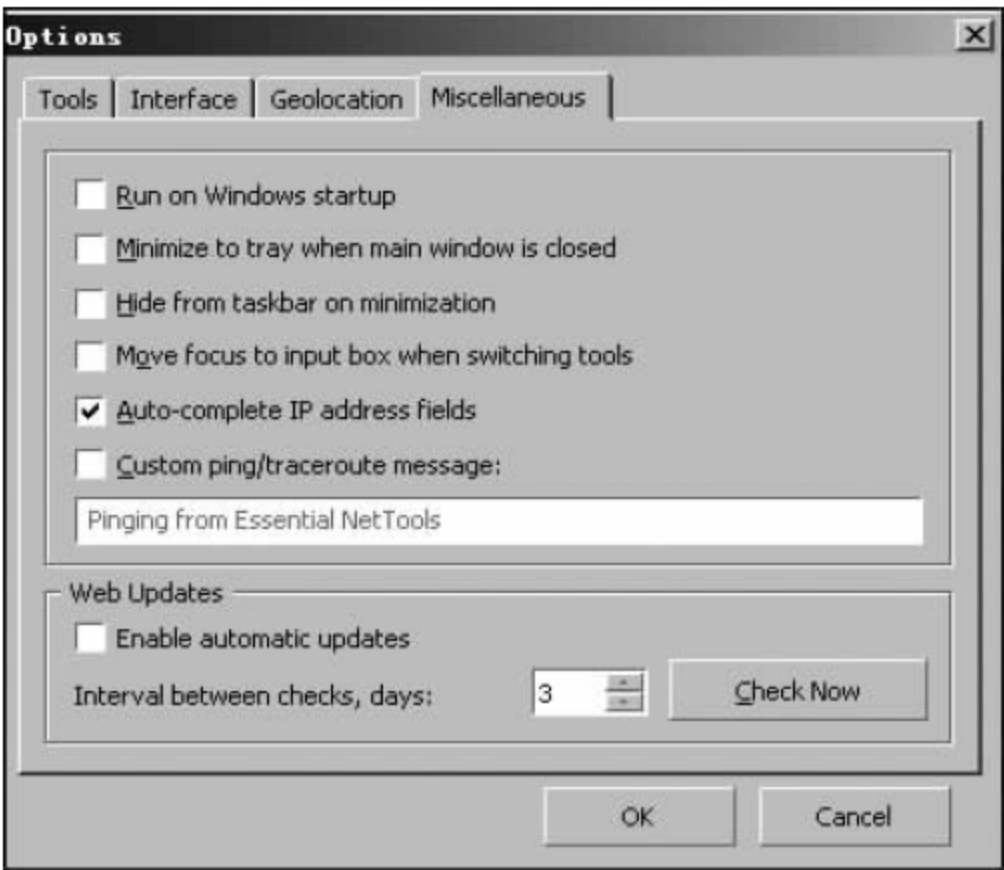 Options
Tools Interface Geolocation Miscellaneous
Run on Windows startup
Minimize to tray when main window is closed
Hide from taskbar on minimization
Move focus to input box when switching tools
Auto-complete IP address fields
Custom ping/traceroute message:
Pinging from Essential NetTools
Web Updates
Enable automatic updates
Interval between checks, days: 3 Check Now
OK Cancel